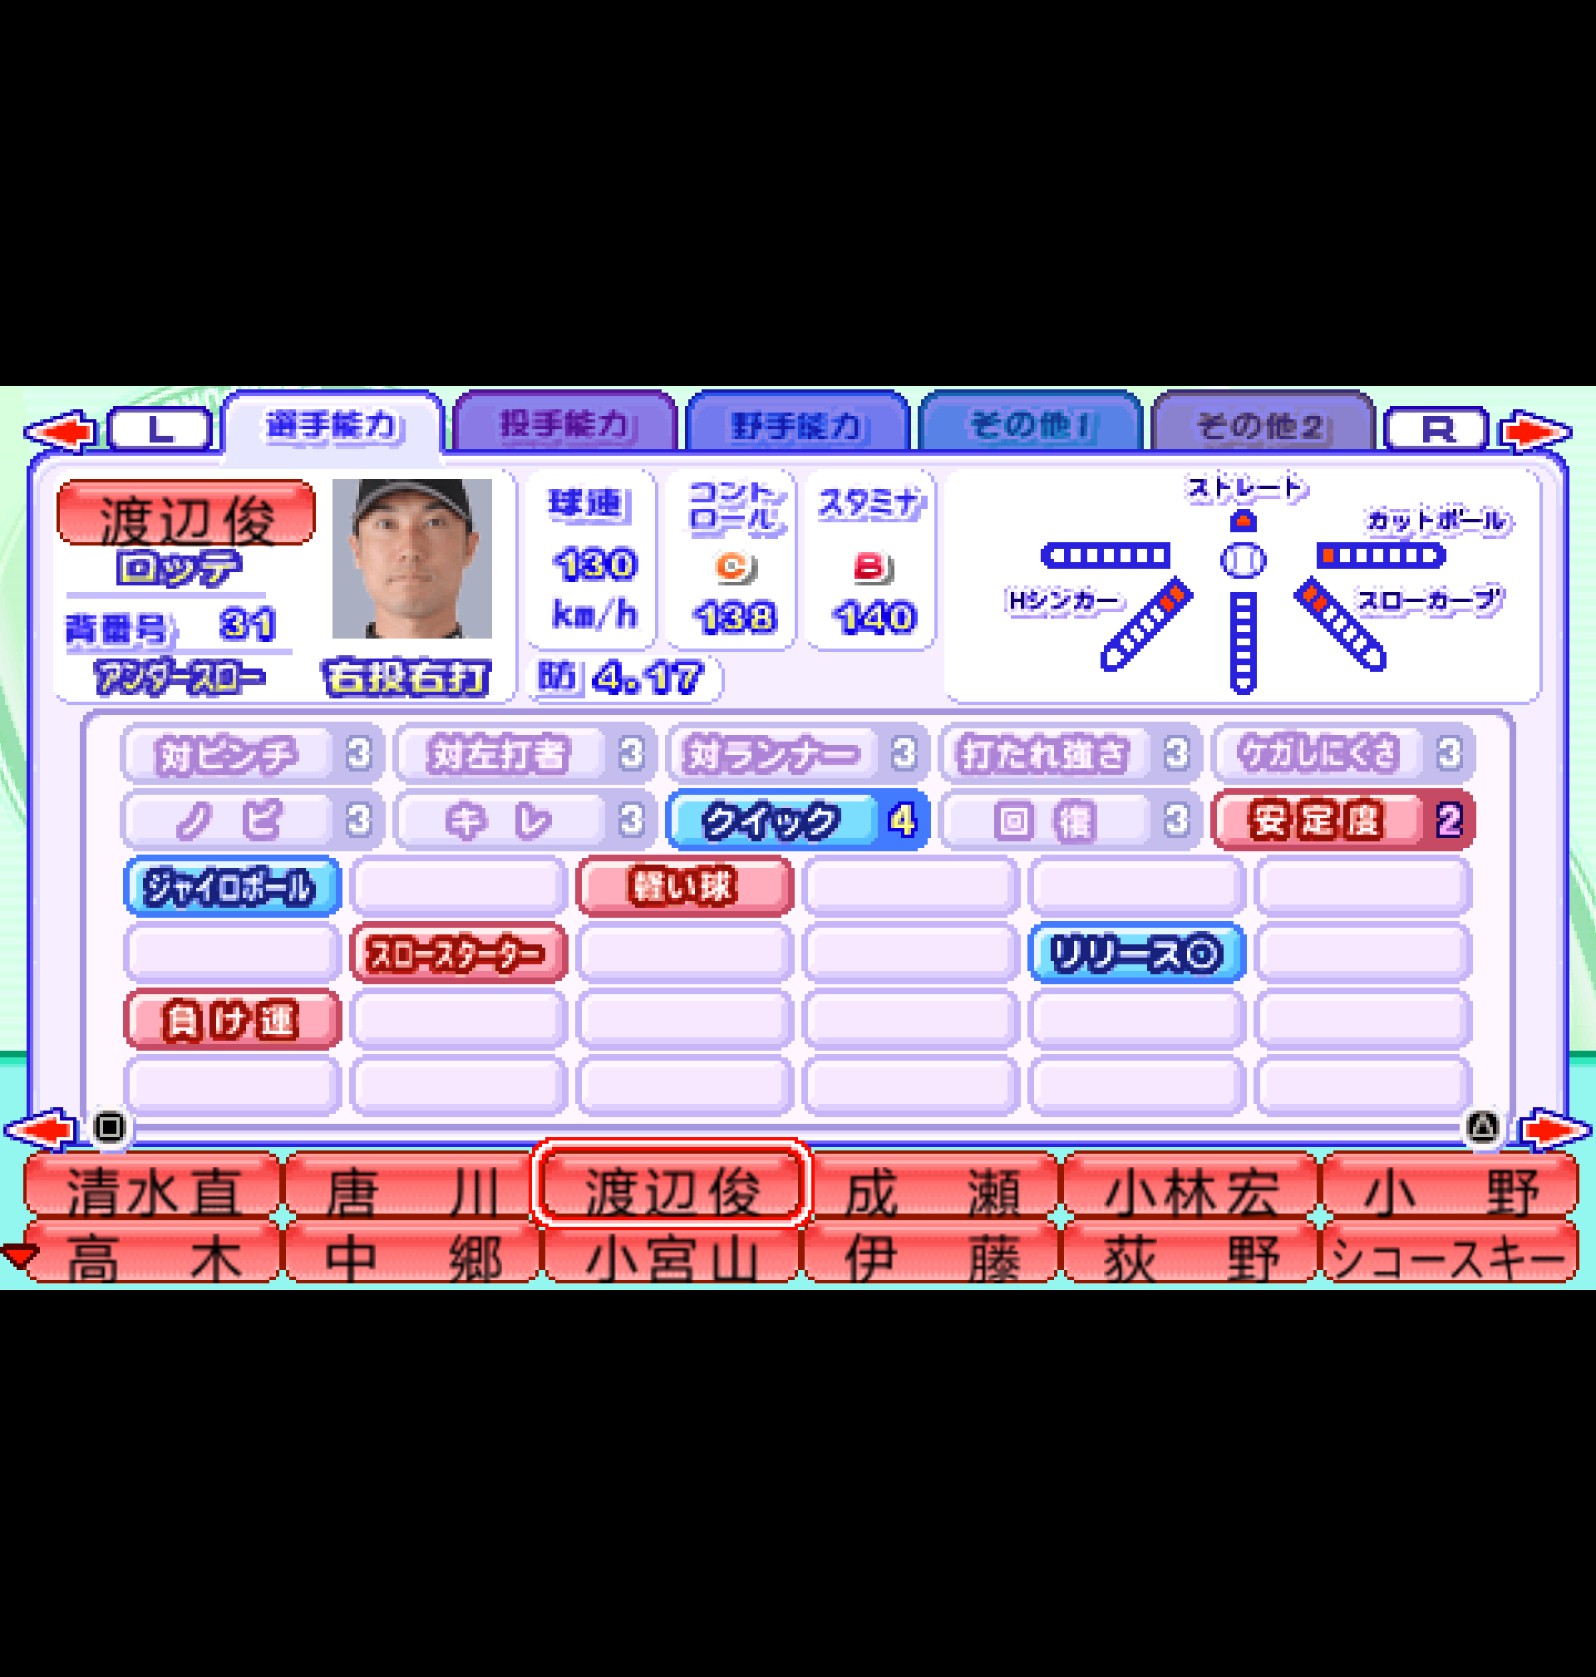 L 選手能力 投手能力 野手能力 その他1 その他2 R
渡辺俊
ロッテ
背番号 31
アンダースロー 右投右打
球速 130 km/h
コントロール C 138
スタミナ B 140
防 4.17
ストレート
カットボール
Hシンカー スローカーブ
対ピンチ 3 対左打者 3 対ランナー 3 打たれ強さ 3 ケガしにくさ 3
ノビ 3 キレ 3 クイック 4 回復 3 安定度 2
ジャイロボール 軽い球
スロースターター リリース◎
負け運
清水直 唐川 渡辺俊 成瀬 小林宏 小野
高木 中郷 小宮山 伊藤 荻野 シコースキー